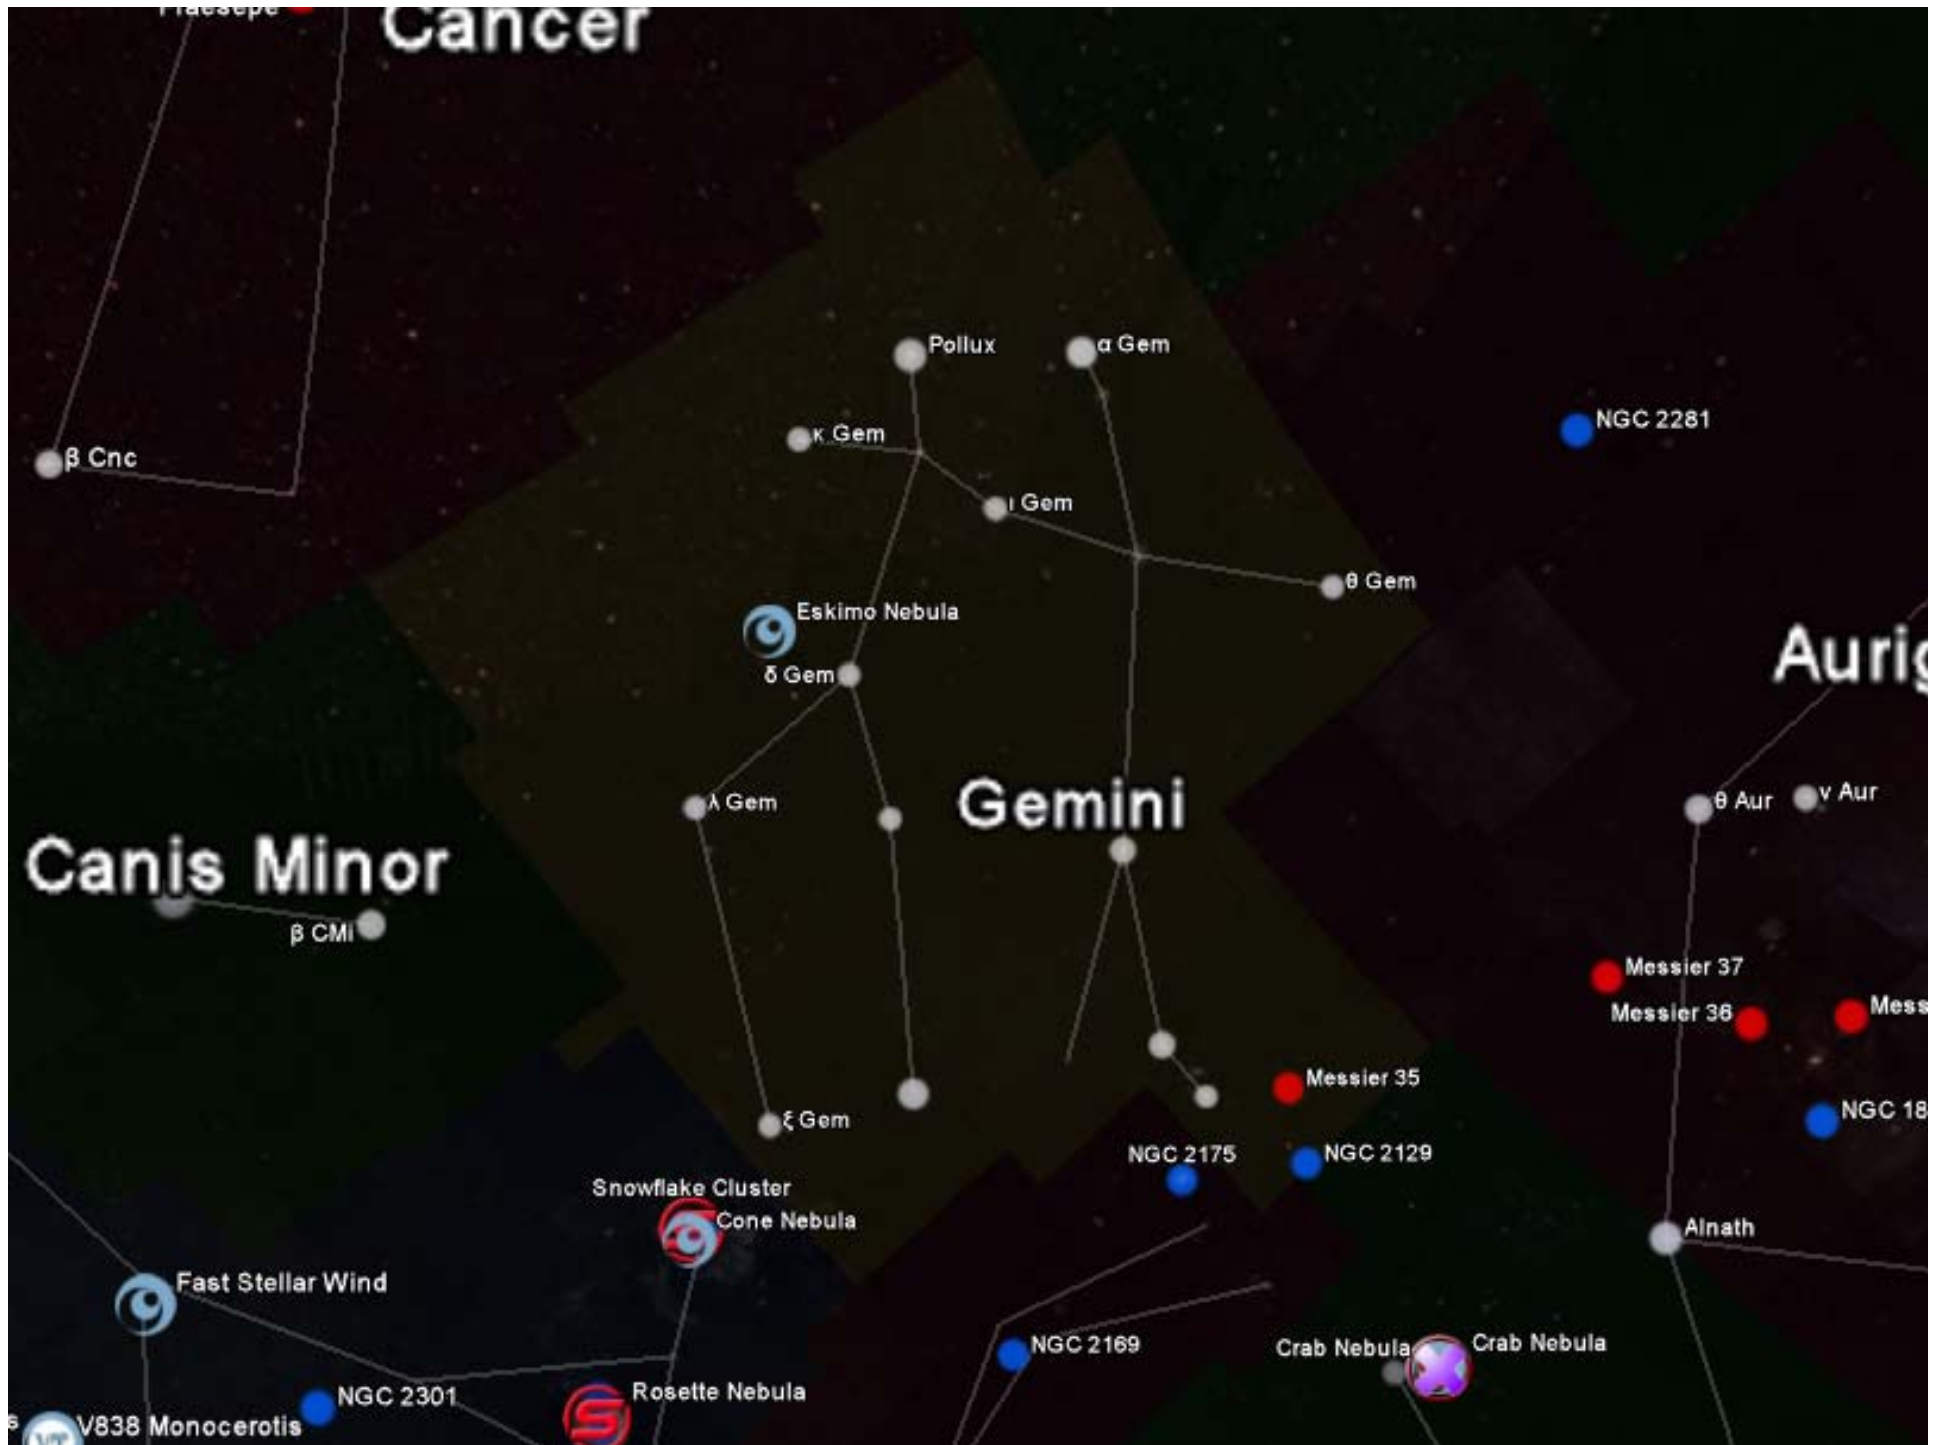 Praesepe
Cancer
Pollux
α Gem
NGC 2281
κ Gem
β Cnc
ι Gem
θ Gem
Eskimo Nebula
δ Gem
Aurig
λ Gem
Gemini
θ Aur
ν Aur
Canis Minor
β CMi
Messier 37
Messier 36
Mess
Messier 35
NGC 18
ξ Gem
NGC 2175
NGC 2129
Snowflake Cluster
Cone Nebula
Alnath
Fast Stellar Wind
NGC 2169
Crab Nebula
Crab Nebula
Rosette Nebula
NGC 2301
s
V838 Monocerotis